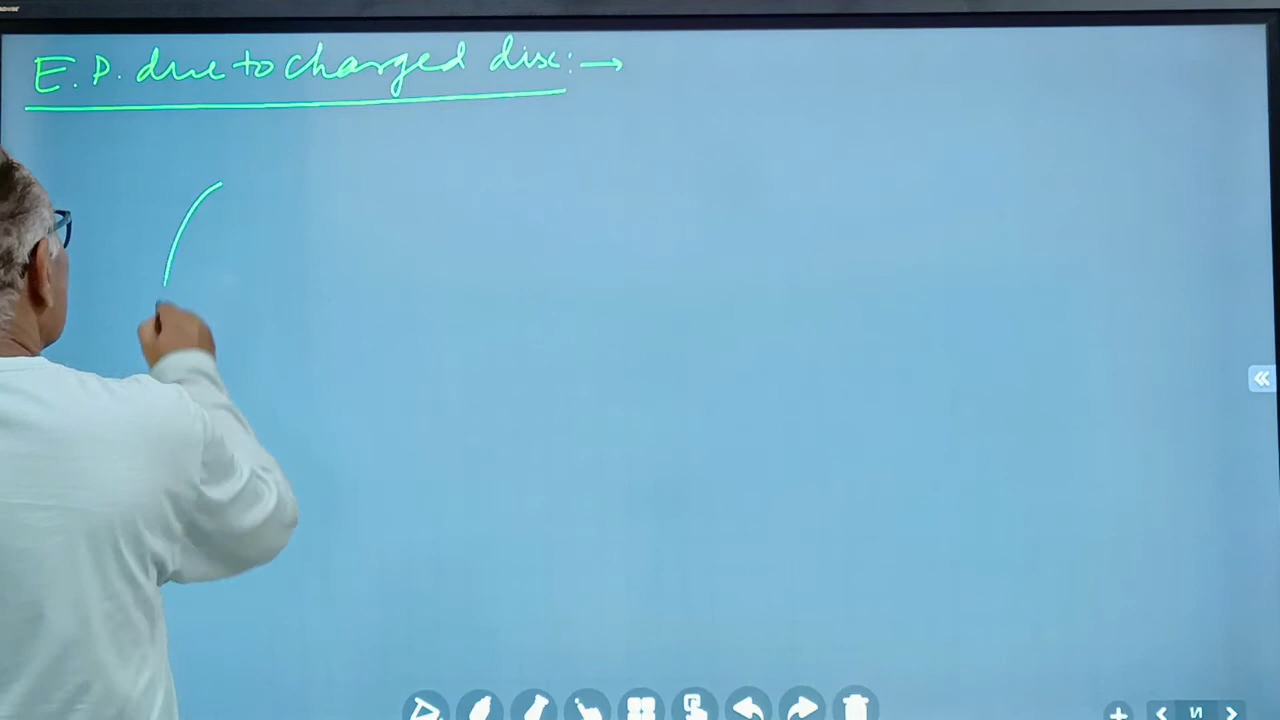 E.P. due to charged disc:→